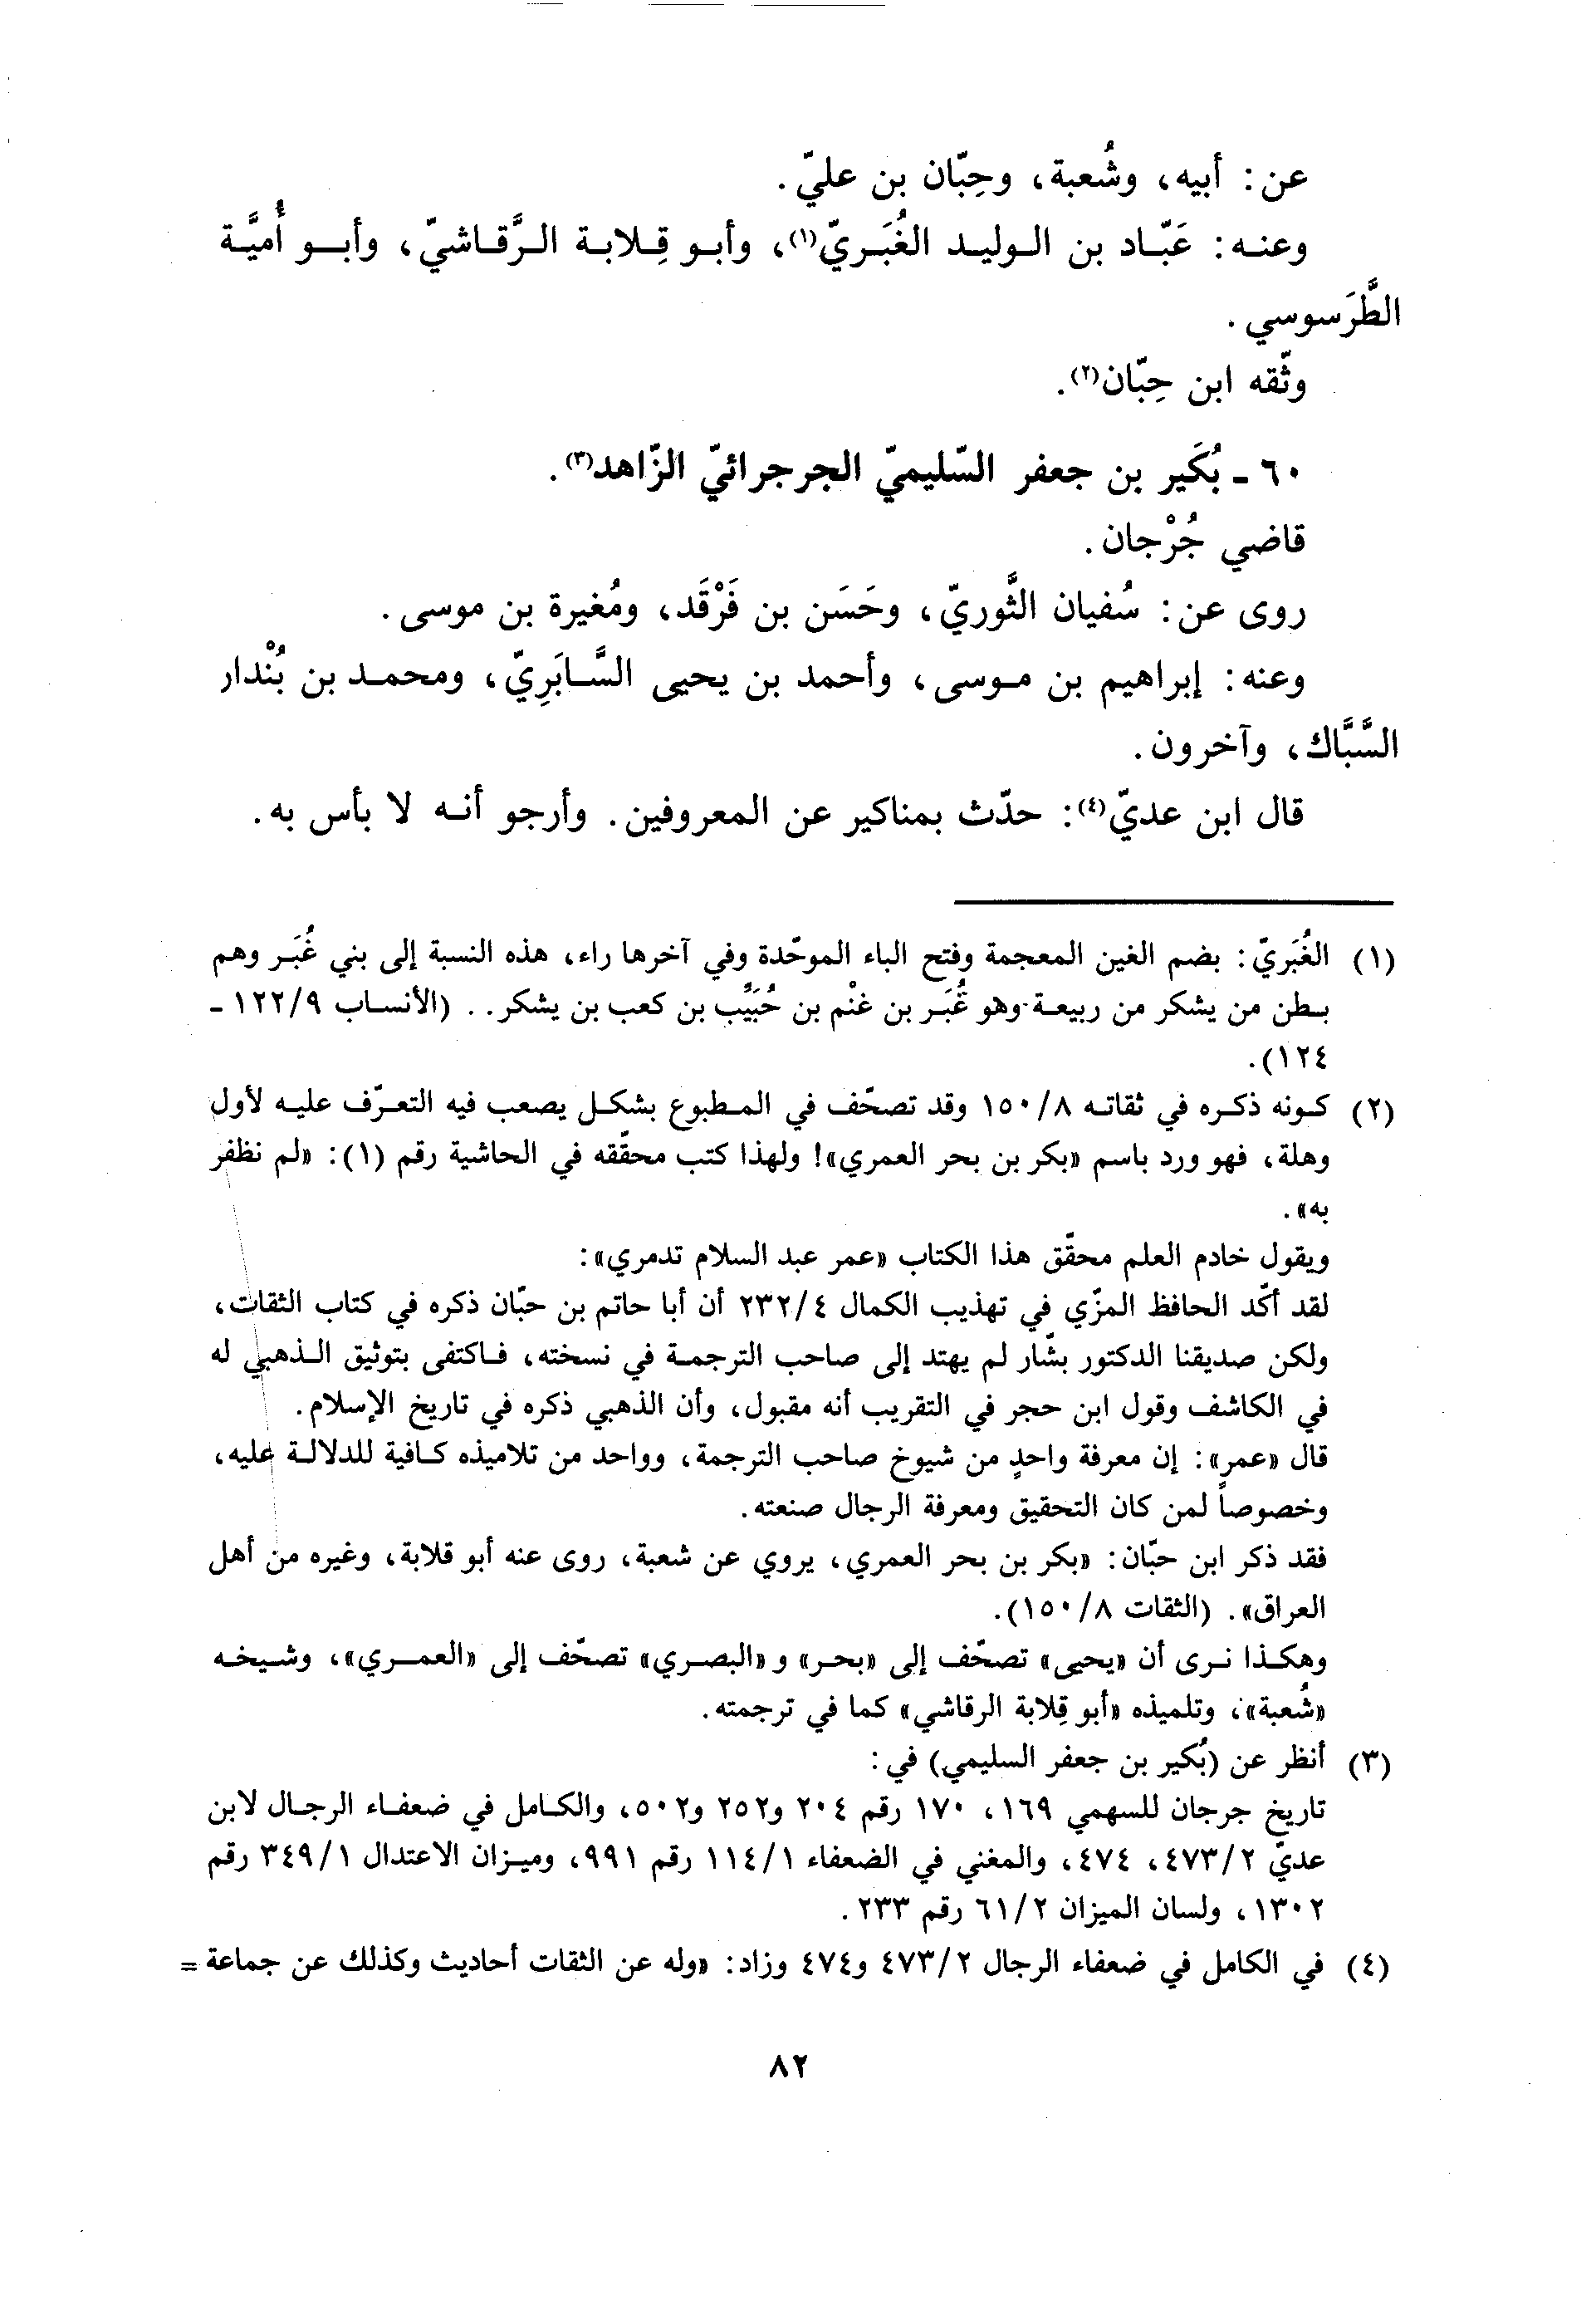 عن: أبيه، وشُعبة، وحِبّان بن عليّ.
وعنه: عَبّاد بن الوليد الغُبَريّ(١)، وأبو قِلابة الرَّقاشيّ، وأبو أُميَّة
الطَّرَسوسي.
وثّقه ابن حِبّان(٢).
٦٠ - بُكَير بن جعفر السّليميّ الجرجرائيّ الزّاهد(٣).
قاضي جُرْجان.
روى عن: سُفيان الثَّوريّ، وحَسَن بن فَرْقَد، ومُغيرة بن موسى.
وعنه: إبراهيم بن موسى، وأحمد بن يحيى السَّابَرِيّ، ومحمد بن بُنْدار
السَّبَّاك، وآخرون.
قال ابن عديّ(٤): حدّث بمناكير عن المعروفين. وأرجو أنه لا بأس به.
(١) الغُبَريّ: بضم الغين المعجمة وفتح الباء الموحّدة وفي آخرها راء، هذه النسبة إلى بني غُبَر وهم
بطن من يشكر من ربيعة وهو غُبَر بن غنْم بن حُبَيِّب بن كعب بن يشكر.. (الأنساب ١٢٢/٩ -
١٢٤).
(٢) كونه ذكره في ثقاته ١٥٠/٨ وقد تصحّف في المطبوع بشكل يصعب فيه التعرّف عليه لأول
وهلة، فهو ورد باسم «بكر بن بحر العمري»! ولهذا كتب محقّقه في الحاشية رقم (١): «لم نظفر
به».
ويقول خادم العلم محقّق هذا الكتاب «عمر عبد السلام تدمري»:
لقد أكّد الحافظ المزّي في تهذيب الكمال ٢٣٢/٤ أن أبا حاتم بن حبّان ذكره في كتاب الثقات،
ولكن صديقنا الدكتور بشّار لم يهتد إلى صاحب الترجمة في نسخته، فاكتفى بتوثيق الذهبي له
في الكاشف وقول ابن حجر في التقريب أنه مقبول، وأن الذهبي ذكره في تاريخ الإسلام.
قال «عمر»: إن معرفة واحدٍ من شيوخ صاحب الترجمة، وواحد من تلاميذه كافية للدلالة عليه،
وخصوصاً لمن كان التحقيق ومعرفة الرجال صنعته.
فقد ذكر ابن حبّان: «بكر بن بحر العمري، يروي عن شعبة، روى عنه أبو قلابة، وغيره من أهل
العراق». (الثقات ١٥٠/٨).
وهكذا نرى أن «يحيى» تصحّف إلى «بحر» و«البصري» تصحّف إلى «العمري»، وشيخه
«شُعبة»، وتلميذه «أبو قِلابة الرقاشي» كما في ترجمته.
(٣) أنظر عن (بُكير بن جعفر السليمي) في:
تاريخ جرجان للسهمي ١٦٩، ١٧٠ رقم ٢٠٤ و٢٥٢ و٥٠٢، والكامل في ضعفاء الرجال لابن
عديّ ٤٧٣/٢، ٤٧٤، والمغني في الضعفاء ١١٤/١ رقم ٩٩١، وميزان الاعتدال ٣٤٩/١ رقم
١٣٠٢، ولسان الميزان ٦١/٢ رقم ٢٣٣.
(٤) في الكامل في ضعفاء الرجال ٤٧٣/٢ و٤٧٤ وزاد: «وله عن الثقات أحاديث وكذلك عن جماعة =
٨٢